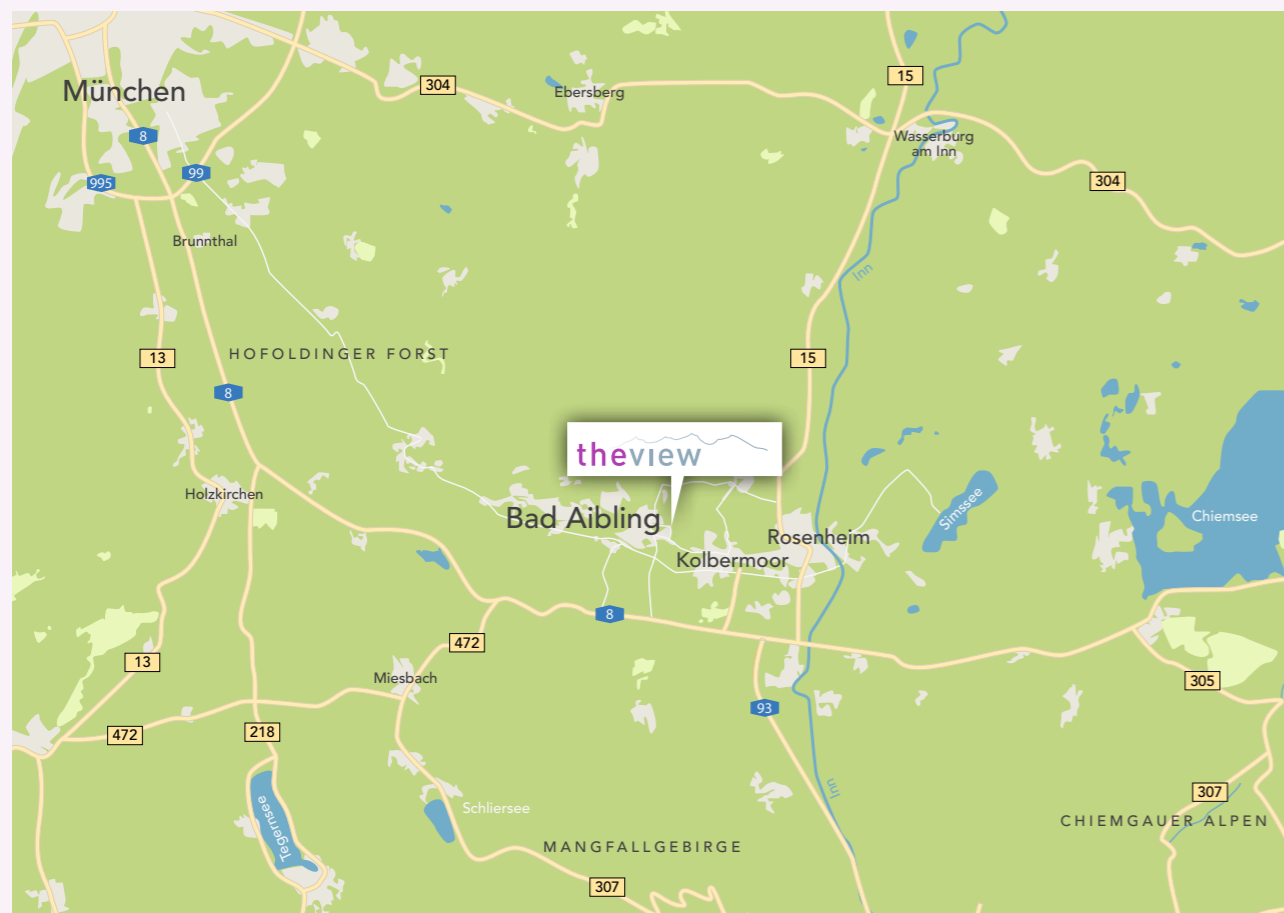 München
304
Ebersberg
15
8
Wasserburg
am Inn
99
995
304
Brunnthal
Inn
HOFOLDINGER FORST
13
15
8
theview
Holzkirchen
Bad Aibling
Simssee
Chiemsee
Rosenheim
Kolbermoor
8
472
13
Miesbach
305
93
472
218
Inn
307
Schliersee
Tegernsee
CHIEMGAUER ALPEN
MANGFALLGEBIRGE
307